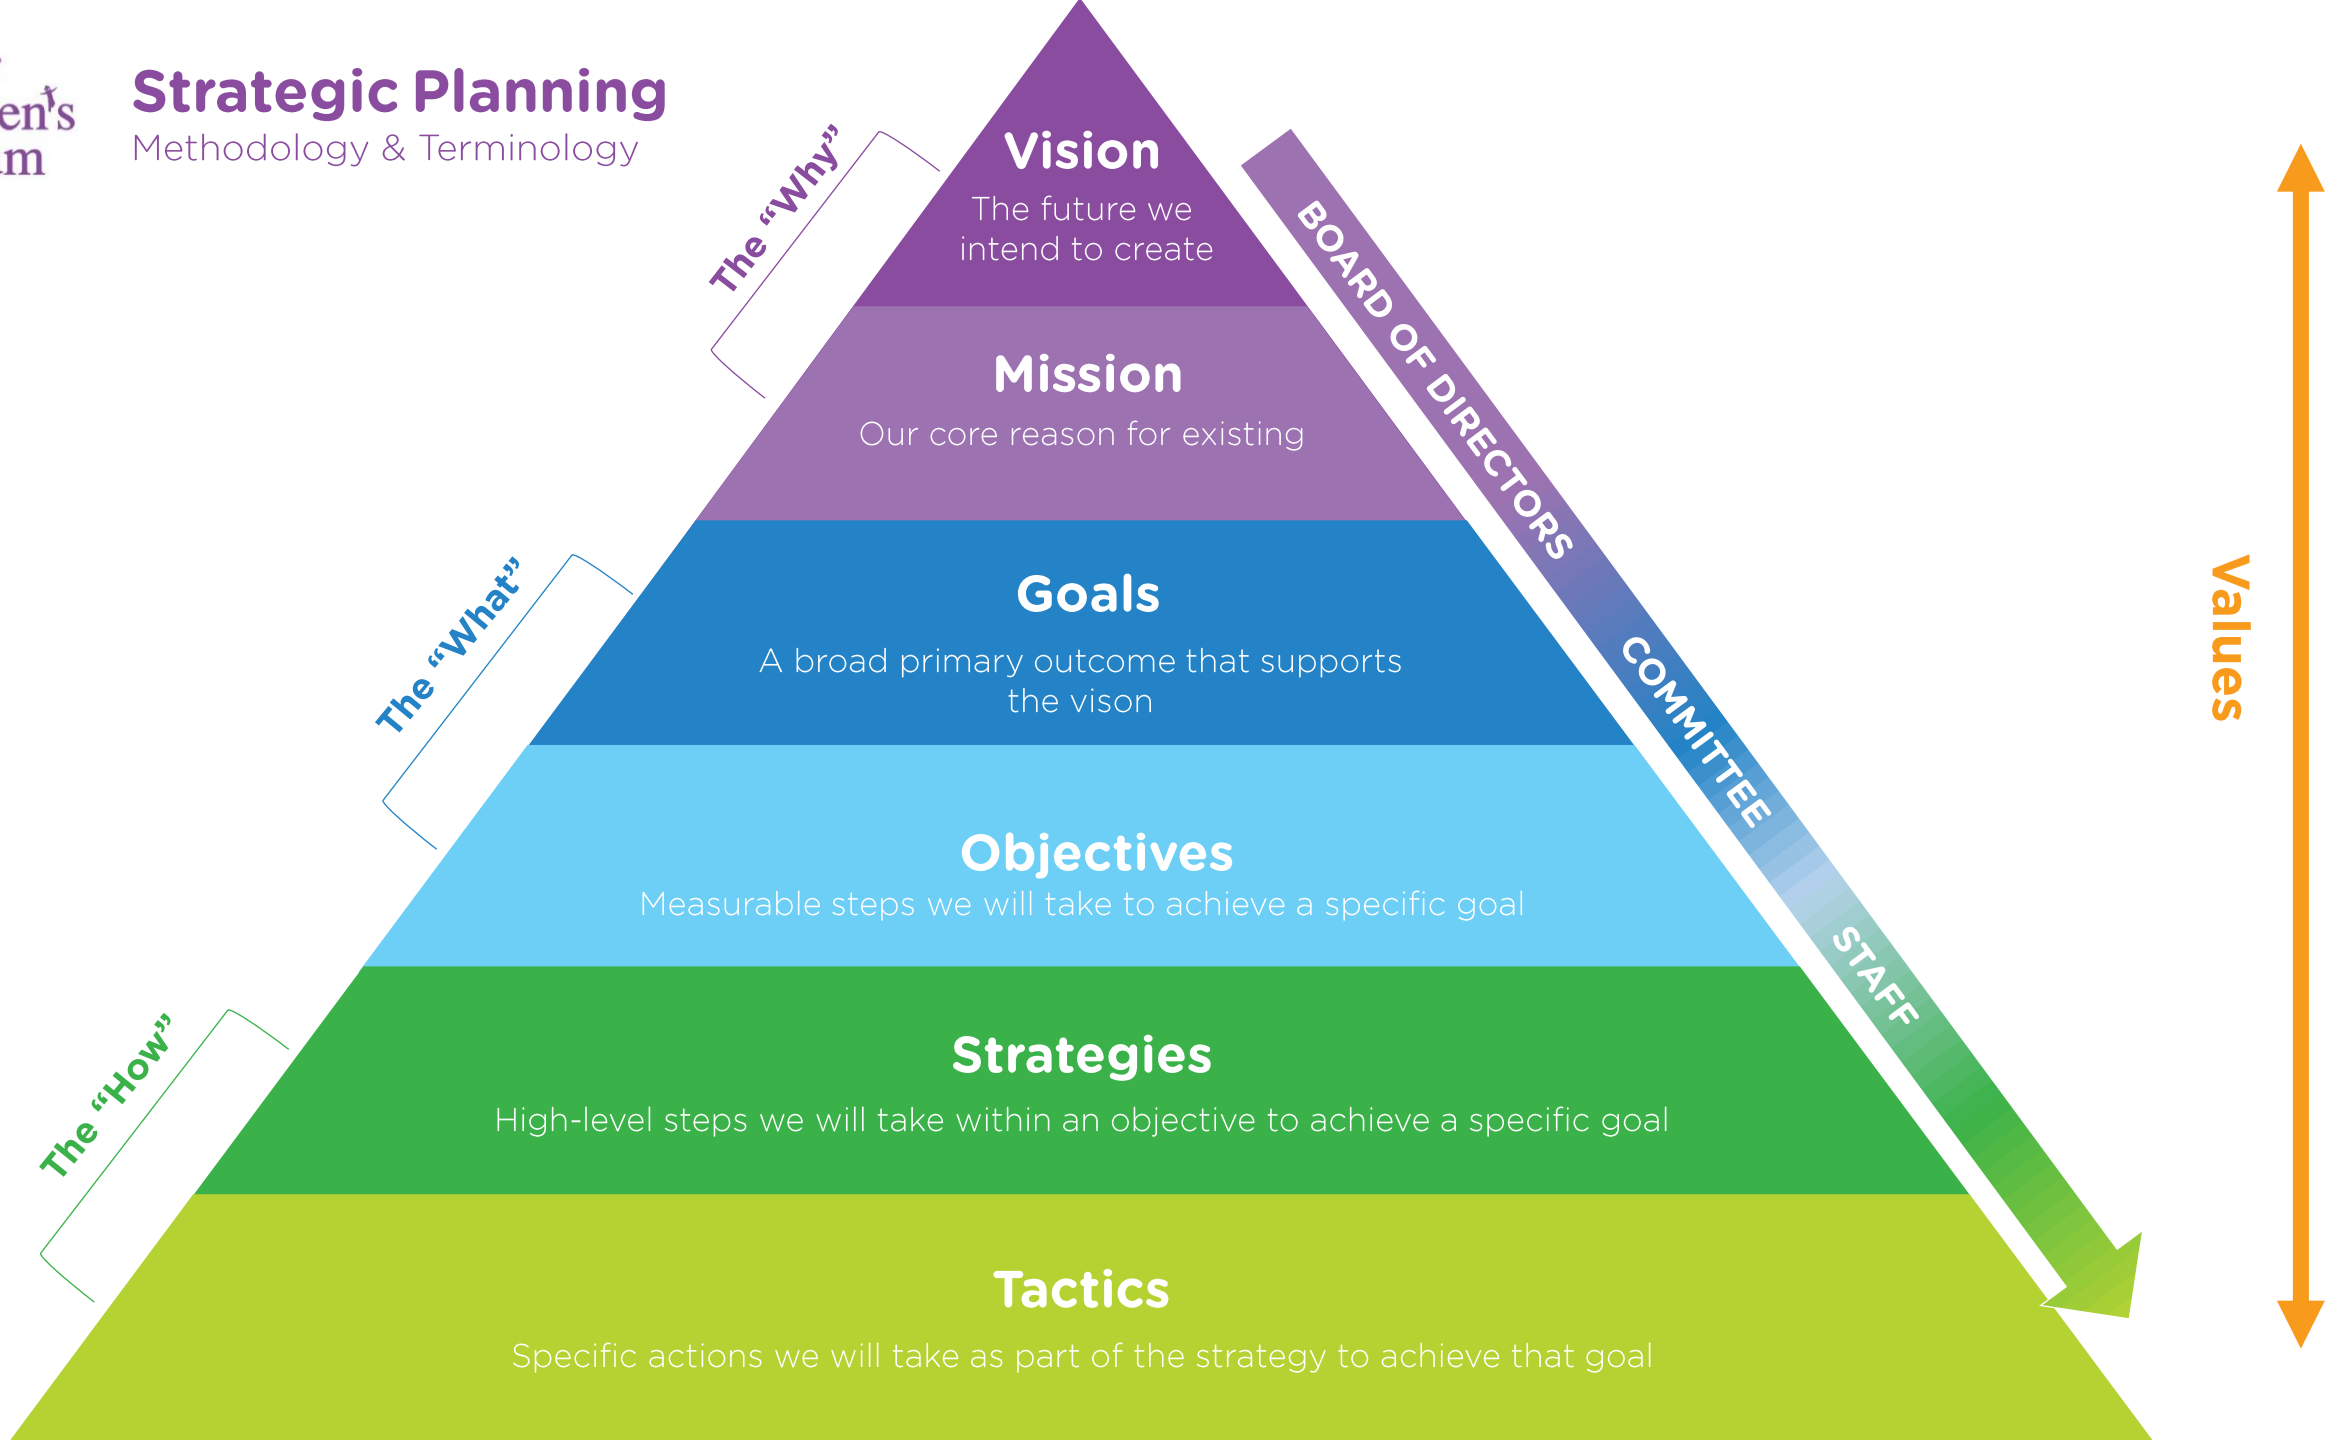 en's
m
Strategic Planning
Methodology & Terminology
The “Why”
Vision
The future we
intend to create
Mission
Our core reason for existing
The “What”
Goals
A broad primary outcome that supports
the vison
Objectives
Measurable steps we will take to achieve a specific goal
The “How”
Strategies
High-level steps we will take within an objective to achieve a specific goal
Tactics
Specific actions we will take as part of the strategy to achieve that goal
BOARD OF DIRECTORS
COMMITTEE
STAFF
Values